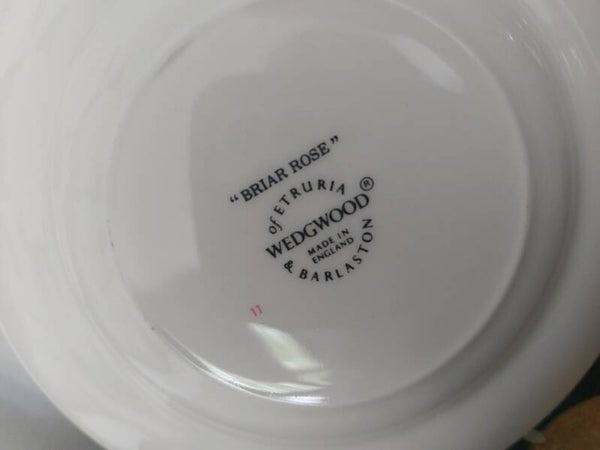 “BRIAR ROSE”
of ETRURIA
WEDGWOOD®
MADE IN
ENGLAND
& BARLASTON
11